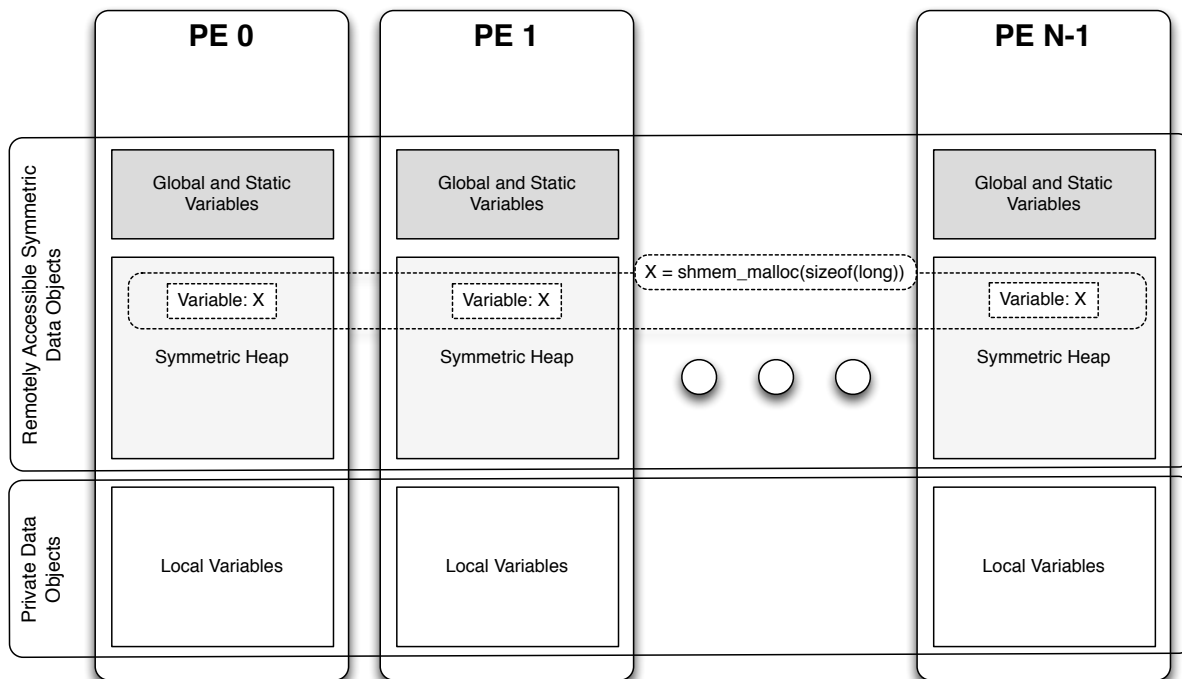 PE 0
PE 1
PE N-1
Remotely Accessible Symmetric
Data Objects
Global and Static
Variables
Global and Static
Variables
Global and Static
Variables
X = shmem_malloc(sizeof(long))
Variable: X
Variable: X
Variable: X
Symmetric Heap
Symmetric Heap
Symmetric Heap
Private Data
Objects
Local Variables
Local Variables
Local Variables